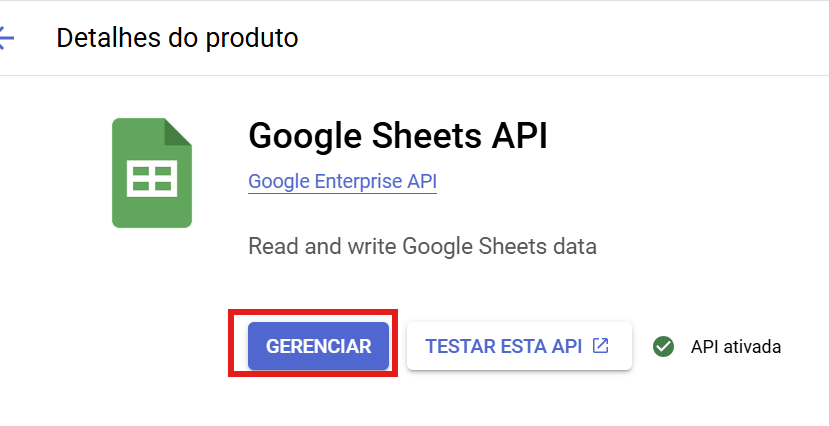 Detalhes do produto
Google Sheets API
Google Enterprise API
Read and write Google Sheets data
GERENCIAR TESTAR ESTA API API ativada